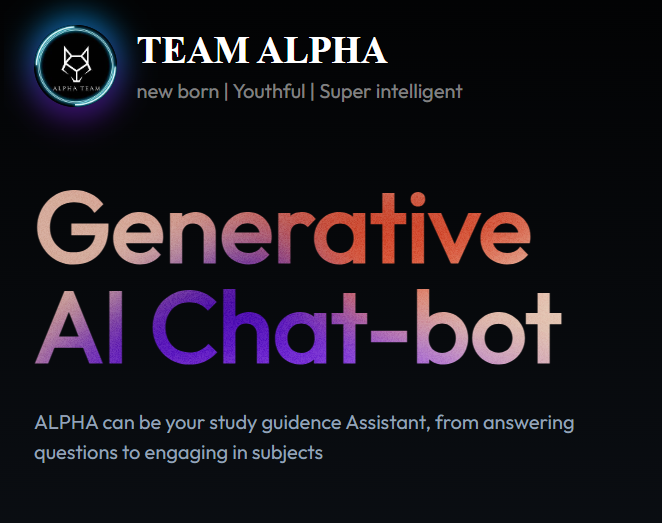 ALPHA TEAM
TEAM ALPHA
new born | Youthful | Super intelligent
Generative
AI Chat-bot
ALPHA can be your study guidence Assistant, from answering
questions to engaging in subjects